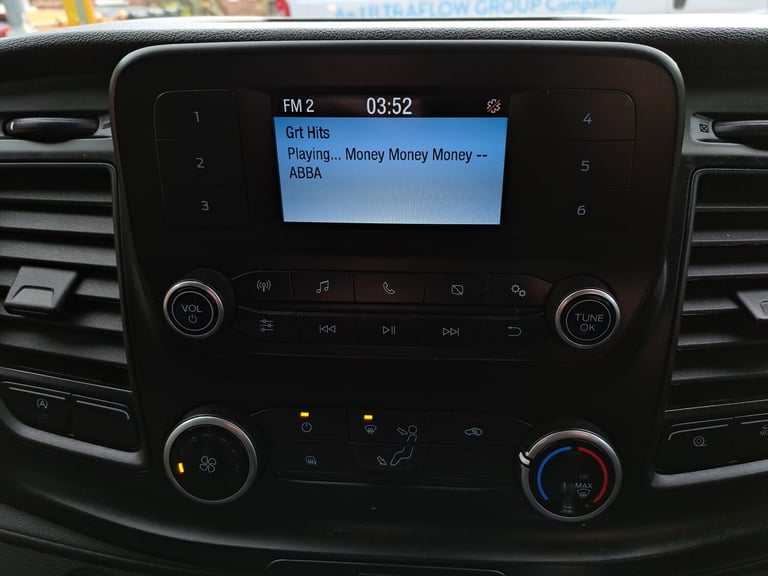 An ULTRAFLOW GROUP Company
FM 2 03:52
Grt Hits
Playing... Money Money Money --
ABBA
1
2
3
4
5
6
VOL
TUNE
OK
A
MAX